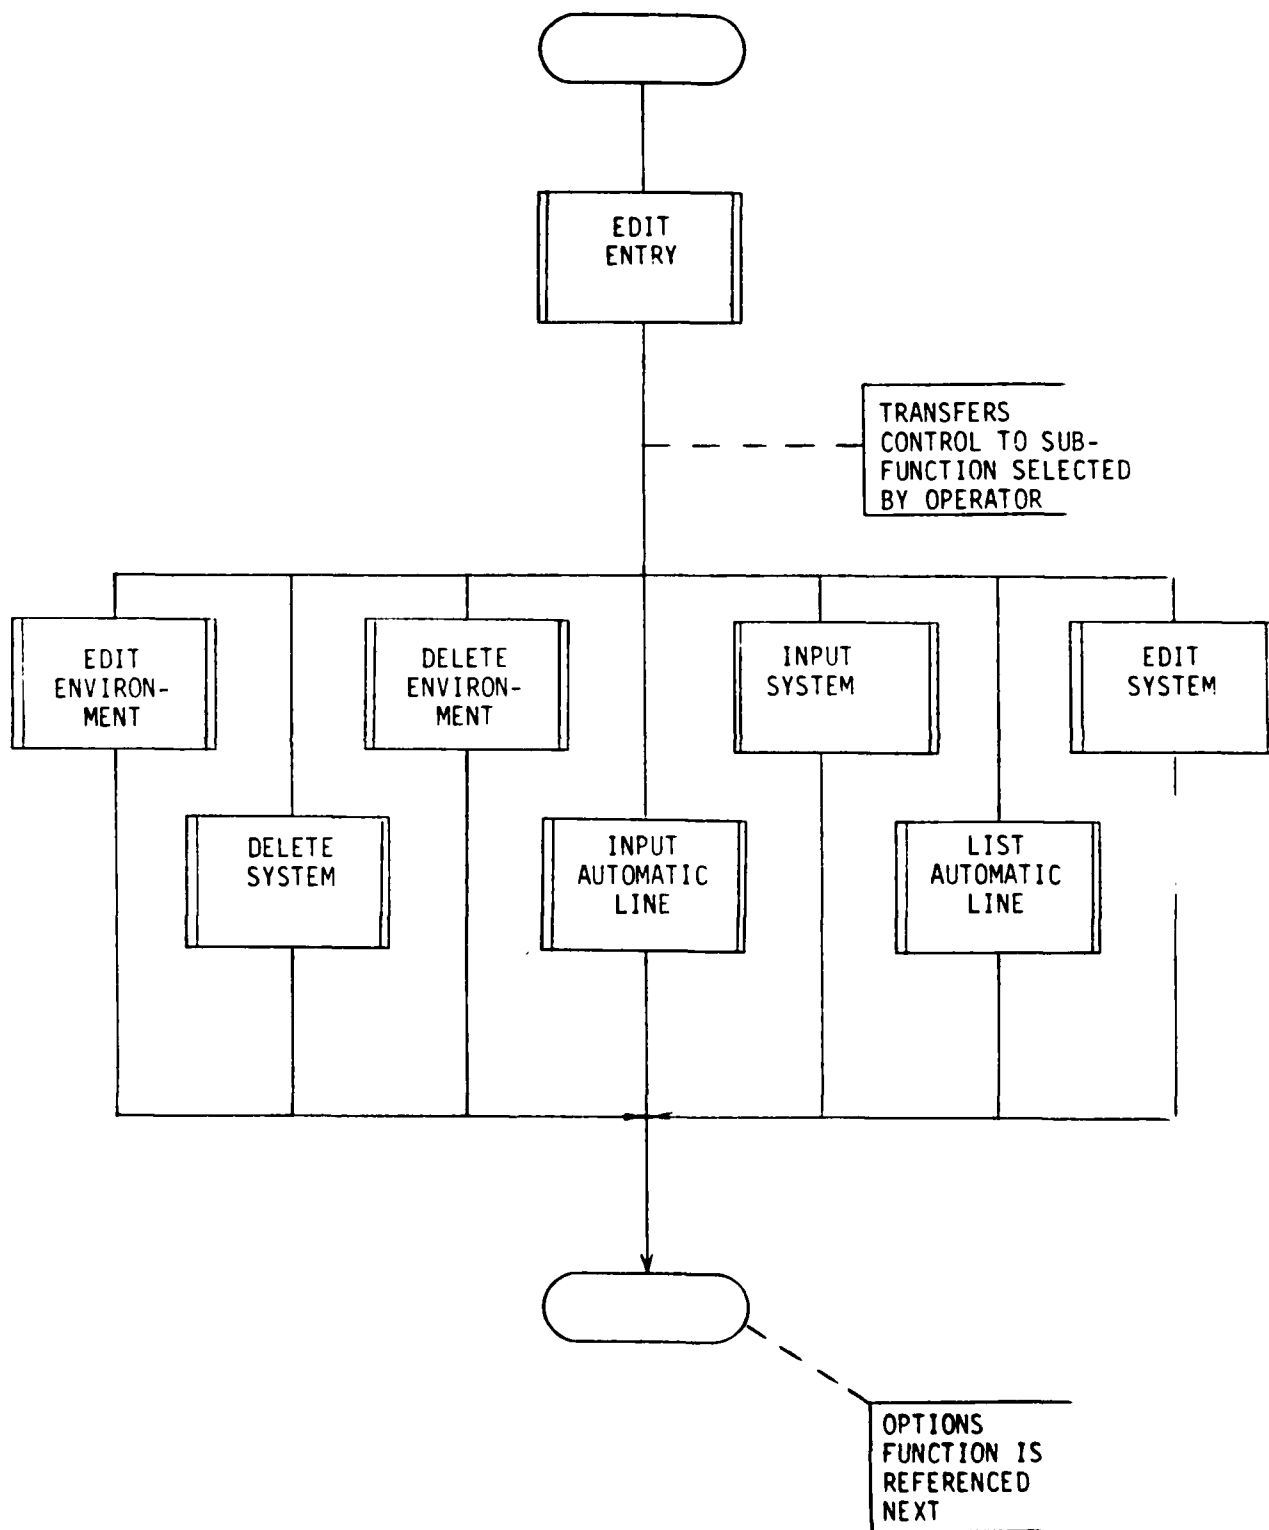 EDIT
ENTRY
TRANSFERS
CONTROL TO SUB-
FUNCTION SELECTED
BY OPERATOR
EDIT
ENVIRON-
MENT
DELETE
ENVIRON-
MENT
INPUT
SYSTEM
EDIT
SYSTEM
DELETE
SYSTEM
INPUT
AUTOMATIC
LINE
LIST
AUTOMATIC
LINE
OPTIONS
FUNCTION IS
REFERENCED
NEXT